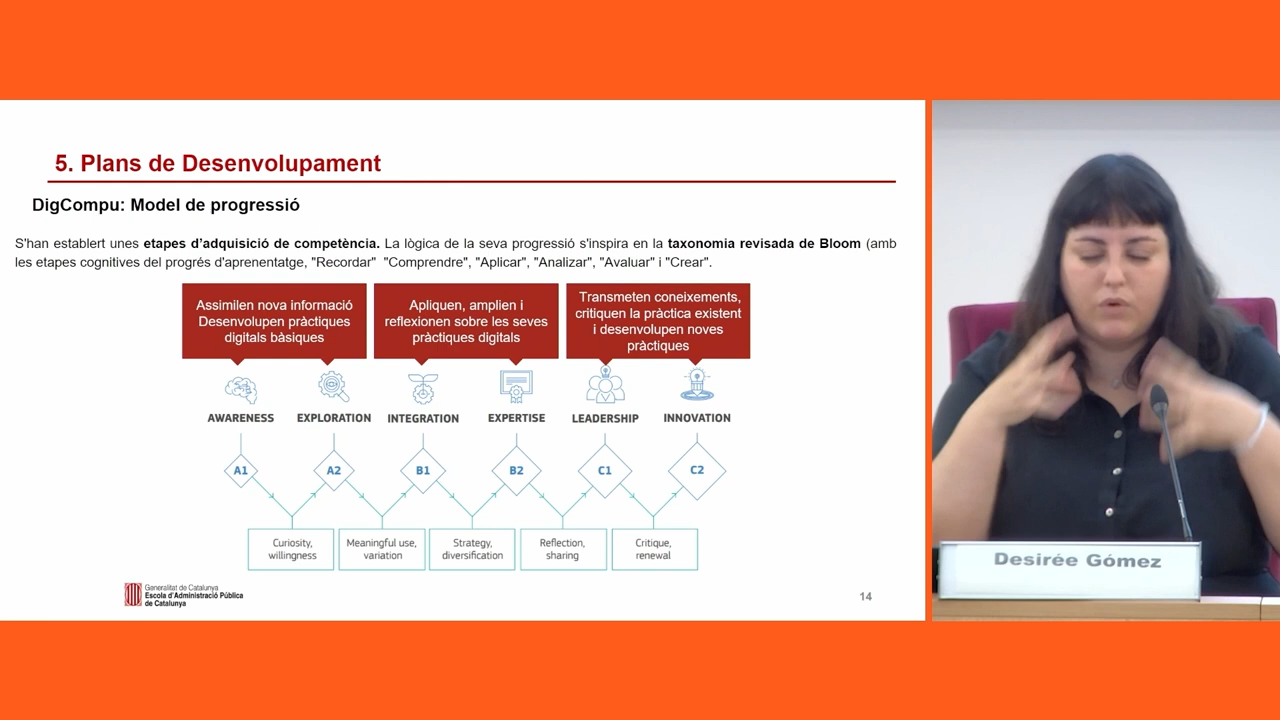 5. Plans de Desenvolupament
DigCompu: Model de progressió
S'han establert unes etapes d'adquisició de competència. La lògica de la seva progressió s'inspira en la taxonomia revisada de Bloom (amb
les etapes cognitives del progrés d'aprenentatge, "Recordar" "Comprendre", "Aplicar", "Analizar", "Avaluar" i "Crear".
Assimilen nova informació
Desenvolupen pràctiques
digitals bàsiques
Apliquen, amplien i
reflexionen sobre les seves
pràctiques digitals
Transmeten coneixements,
critiquen la pràctica existent
i desenvolupen noves
pràctiques
AWARENESS
EXPLORATION
INTEGRATION
EXPERTISE
LEADERSHIP
INNOVATION
A1
A2
B1
B2
C1
C2
Curiosity,
willingness
Meaningful use,
variation
Strategy,
diversification
Reflection,
sharing
Critique,
renewal
Generalitat de Catalunya
Escola d'Administració Pública
de Catalunya
14
Desirée Gómez